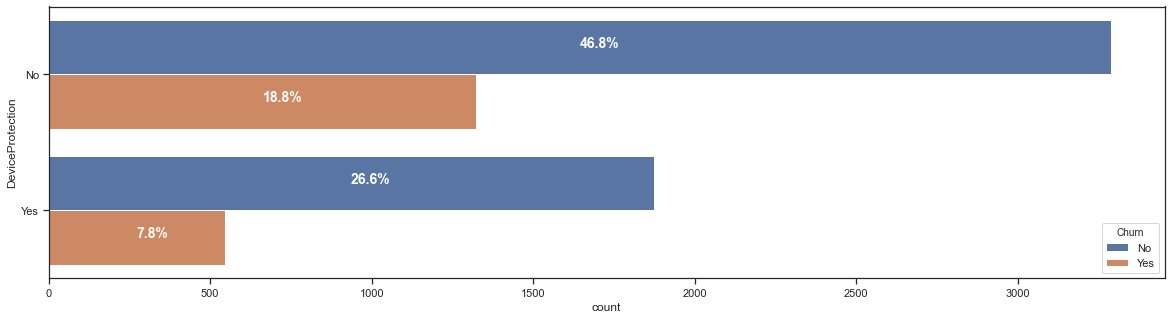 46.8%
No
18.8%
DeviceProtection
26.6%
Yes
7.8%
Churn
No
Yes
0 500 1000 1500 2000 2500 3000
count